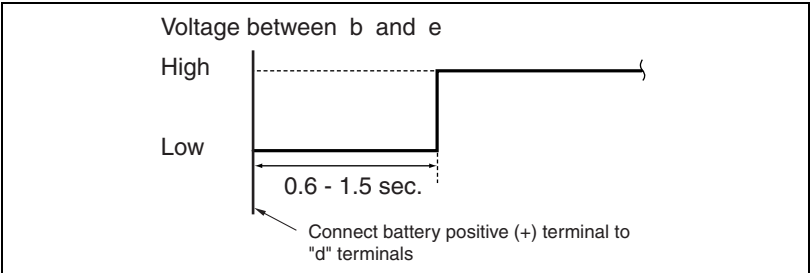 Voltage between b and e
High
Low
0.6 - 1.5 sec.
Connect battery positive (+) terminal to
"d" terminals